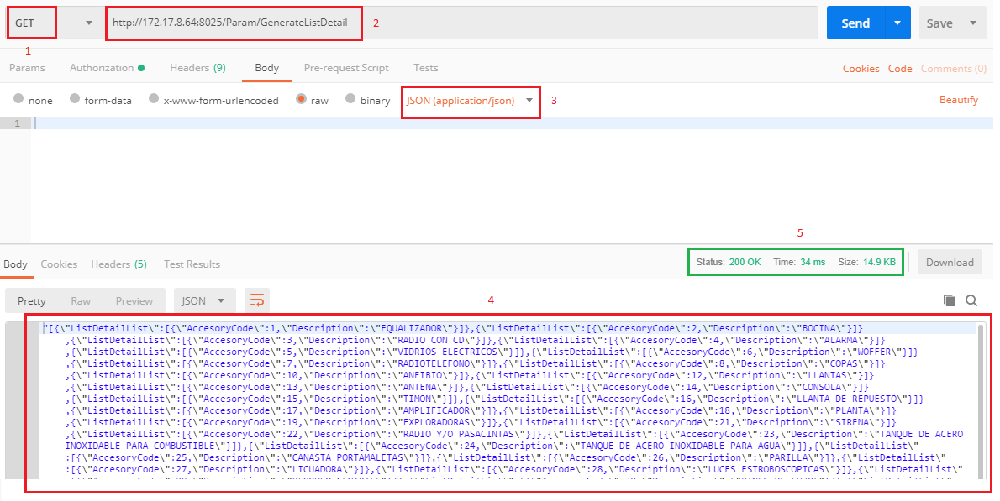 GET http://172.17.8.64:8025/Param/GenerateListDetail 2 Send Save
1
Params Authorization Headers (9) Body Pre-request Script Tests Cookies Code Comments (0)
none form-data x-www-form-urlencoded raw binary JSON (application/json) 3 Beautify
1
5
Body Cookies Headers (5) Test Results Status: 200 OK Time: 34 ms Size: 14.9 KB Download
Pretty Raw Preview JSON 4
1 "[{\"ListDetailList\":[{\"AccesoryCode\":1,\"Description\":\"EQUALIZADOR\"}]},{\"ListDetailList\":[{\"AccesoryCode\":2,\"Description\":\"BOCINA\"}]}
,{\"ListDetailList\":[{\"AccesoryCode\":3,\"Description\":\"RADIO CON CD\"}]},{\"ListDetailList\":[{\"AccesoryCode\":4,\"Description\":\"ALARMA\"}]}
,{\"ListDetailList\":[{\"AccesoryCode\":5,\"Description\":\"VIDRIOS ELECTRICOS\"}]},{\"ListDetailList\":[{\"AccesoryCode\":6,\"Description\":\"WOFFER\"}]}
,{\"ListDetailList\":[{\"AccesoryCode\":7,\"Description\":\"RADIOTELEFONO\"}]},{\"ListDetailList\":[{\"AccesoryCode\":8,\"Description\":\"COPAS\"}]}
,{\"ListDetailList\":[{\"AccesoryCode\":10,\"Description\":\"ANFIBIO\"}]},{\"ListDetailList\":[{\"AccesoryCode\":12,\"Description\":\"LLANTAS\"}]}
,{\"ListDetailList\":[{\"AccesoryCode\":13,\"Description\":\"ANTENA\"}]},{\"ListDetailList\":[{\"AccesoryCode\":14,\"Description\":\"CONSOLA\"}]}
,{\"ListDetailList\":[{\"AccesoryCode\":15,\"Description\":\"TIMON\"}]},{\"ListDetailList\":[{\"AccesoryCode\":16,\"Description\":\"LLANTA DE REPUESTO\"}]}
,{\"ListDetailList\":[{\"AccesoryCode\":17,\"Description\":\"AMPLIFICADOR\"}]},{\"ListDetailList\":[{\"AccesoryCode\":18,\"Description\":\"PLANTA\"}]}
,{\"ListDetailList\":[{\"AccesoryCode\":19,\"Description\":\"EXPLORADORAS\"}]},{\"ListDetailList\":[{\"AccesoryCode\":21,\"Description\":\"SIRENA\"}]}
,{\"ListDetailList\":[{\"AccesoryCode\":22,\"Description\":\"RADIO Y/O PASACINTAS\"}]},{\"ListDetailList\":[{\"AccesoryCode\":23,\"Description\":\"TANQUE DE ACERO
INOXIDABLE PARA COMBUSTIBLE\"}]},{\"ListDetailList\":[{\"AccesoryCode\":24,\"Description\":\"TANQUE DE ACERO INOXIDABLE PARA AGUA\"}]},{\"ListDetailList\"
:[{\"AccesoryCode\":25,\"Description\":\"CANASTA PORTAMALETAS\"}]},{\"ListDetailList\":[{\"AccesoryCode\":26,\"Description\":\"PARILLA\"}]},{\"ListDetailList\"
:[{\"AccesoryCode\":27,\"Description\":\"LICUADORA\"}]},{\"ListDetailList\":[{\"AccesoryCode\":28,\"Description\":\"LUCES ESTROBOSCOPICAS\"}]},{\"ListDetailList\"